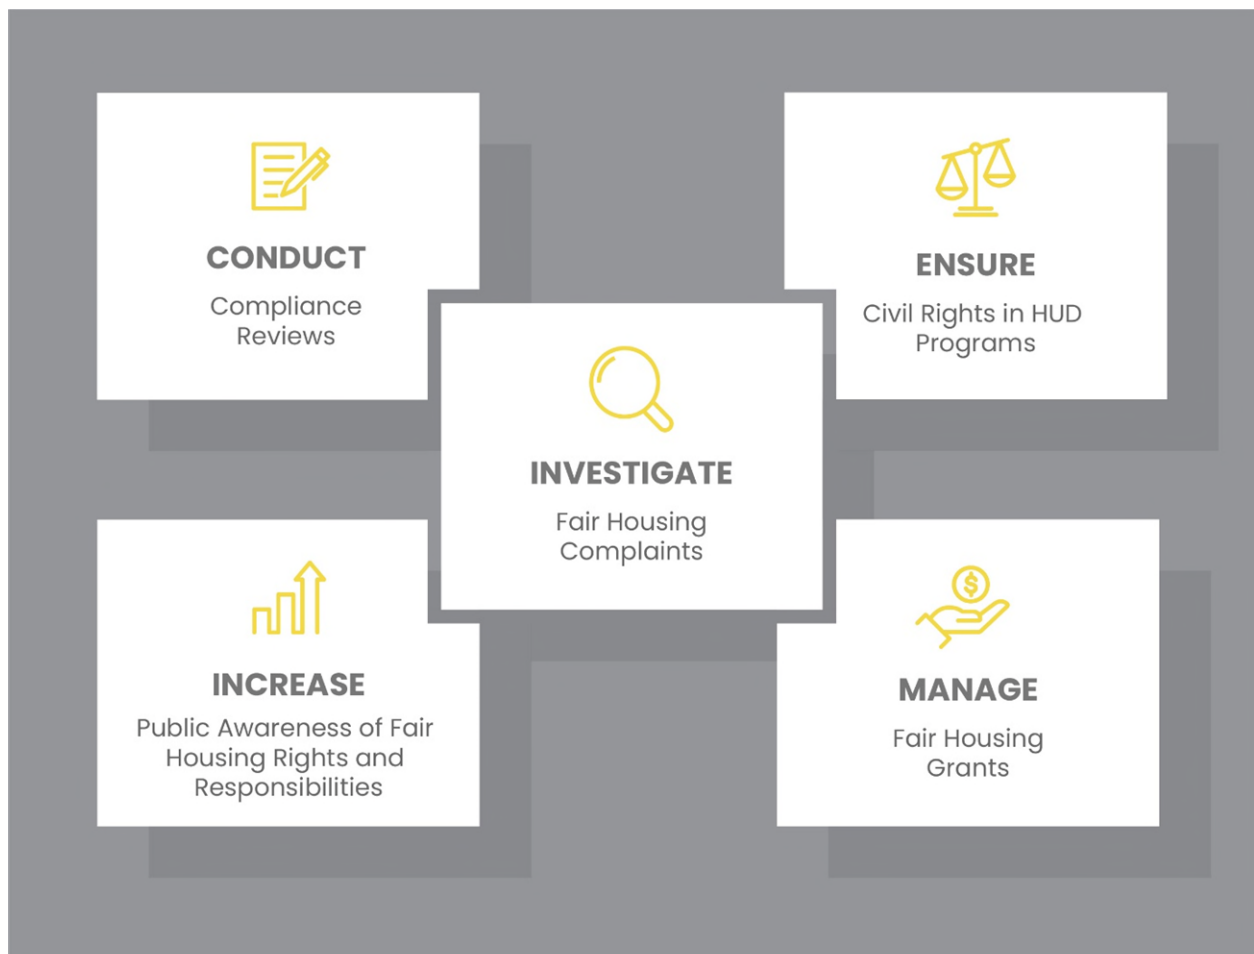 CONDUCT
Compliance
Reviews
ENSURE
Civil Rights in HUD
Programs
INVESTIGATE
Fair Housing
Complaints
INCREASE
Public Awareness of Fair
Housing Rights and
Responsibilities
$
MANAGE
Fair Housing
Grants